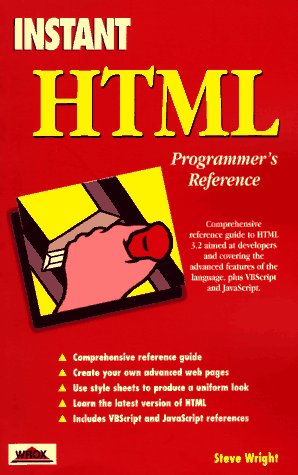 INSTANT
HTML
Programmer's
Reference
Comprehensive
reference guide to HTML
3.2 aimed at developers
and covering the
advanced features of the
language, plus VBScript
and JavaScript.
Comprehensive reference guide
Create your own advanced web pages
Use style sheets to produce a uniform look
Learn the latest version of HTML
Includes VBScript and JavaScript references
WROX
Steve Wright